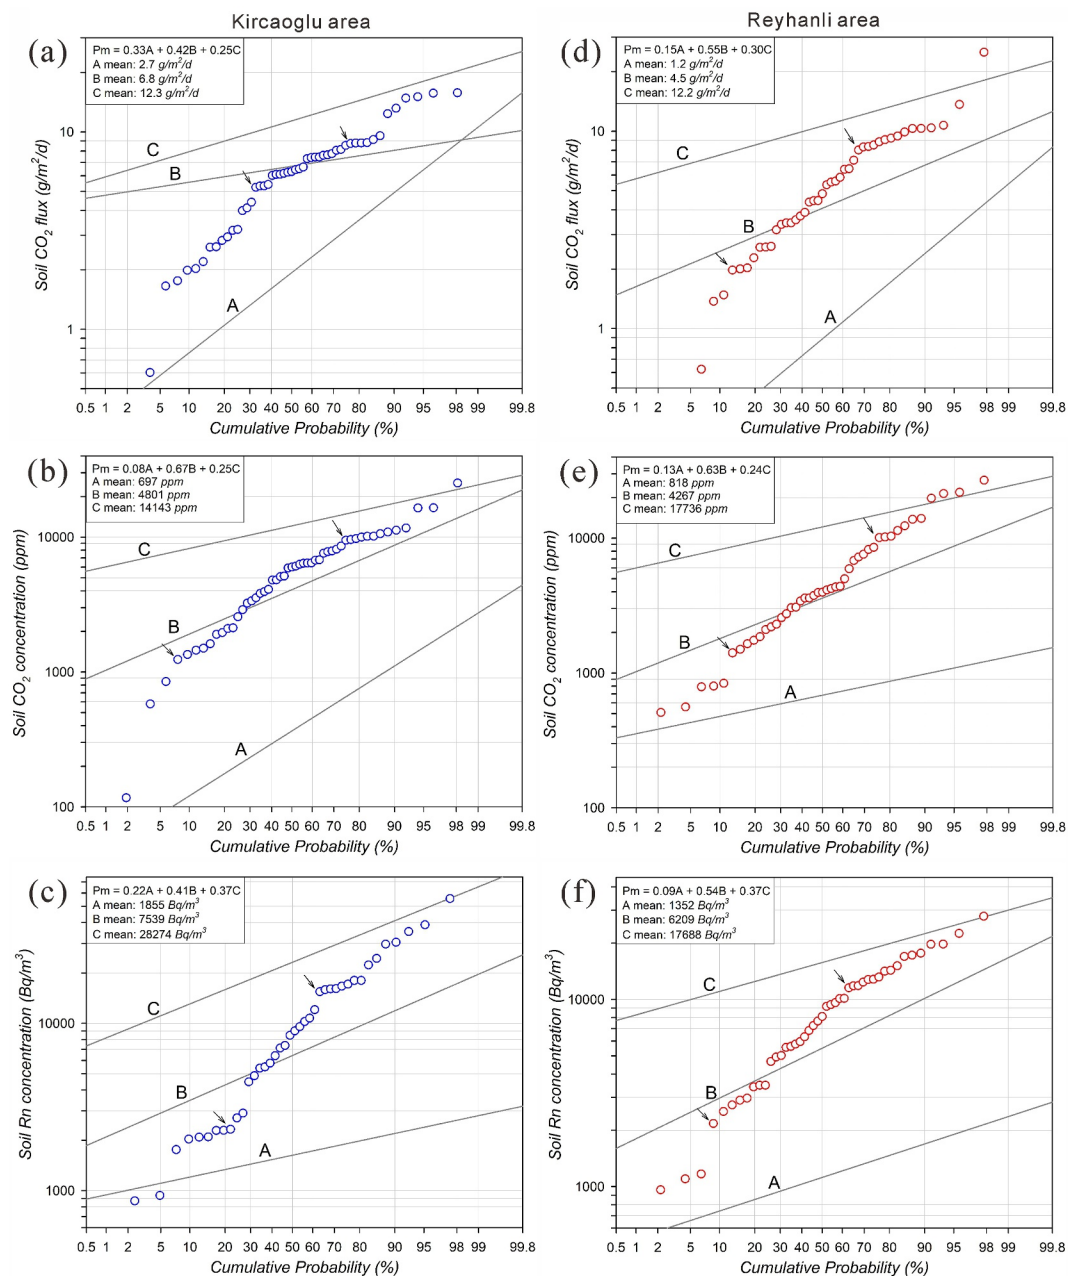 Kircaoglu area
Reyhanli area
(a)
Pm = 0.33A + 0.42B + 0.25C
A mean: 2.7 g/m²/d
B mean: 6.8 g/m²/d
C mean: 12.3 g/m²/d
C
B
A
10
1
Soil CO₂ flux (g/m²/d)
0.5 1 2 5 10 20 30 40 50 60 70 80 90 95 98 99 99.8
Cumulative Probability (%)
(d)
Pm = 0.15A + 0.55B + 0.30C
A mean: 1.2 g/m²/d
B mean: 4.5 g/m²/d
C mean: 12.2 g/m²/d
C
B
A
10
1
Soil CO₂ flux (g/m²/d)
0.5 1 2 5 10 20 30 40 50 60 70 80 90 95 98 99 99.8
Cumulative Probability (%)
(b)
Pm = 0.08A + 0.67B + 0.25C
A mean: 697 ppm
B mean: 4801 ppm
C mean: 14143 ppm
C
B
A
10000
1000
100
Soil CO₂ concentration (ppm)
0.5 1 2 5 10 20 30 40 50 60 70 80 90 95 98 99 99.8
Cumulative Probability (%)
(e)
Pm = 0.13A + 0.63B + 0.24C
A mean: 818 ppm
B mean: 4267 ppm
C mean: 17736 ppm
C
B
A
10000
1000
100
Soil CO₂ concentration (ppm)
0.5 1 2 5 10 20 30 40 50 60 70 80 90 95 98 99 99.8
Cumulative Probability (%)
(c)
Pm = 0.22A + 0.41B + 0.37C
A mean: 1855 Bq/m³
B mean: 7539 Bq/m³
C mean: 28274 Bq/m³
C
B
A
10000
1000
Soil Rn concentration (Bq/m³)
0.5 1 2 5 10 20 30 40 50 60 70 80 90 95 98 99 99.8
Cumulative Probability (%)
(f)
Pm = 0.09A + 0.54B + 0.37C
A mean: 1352 Bq/m³
B mean: 6209 Bq/m³
C mean: 17688 Bq/m³
C
B
A
10000
1000
Soil Rn concentration (Bq/m³)
0.5 1 2 5 10 20 30 40 50 60 70 80 90 95 98 99 99.8
Cumulative Probability (%)